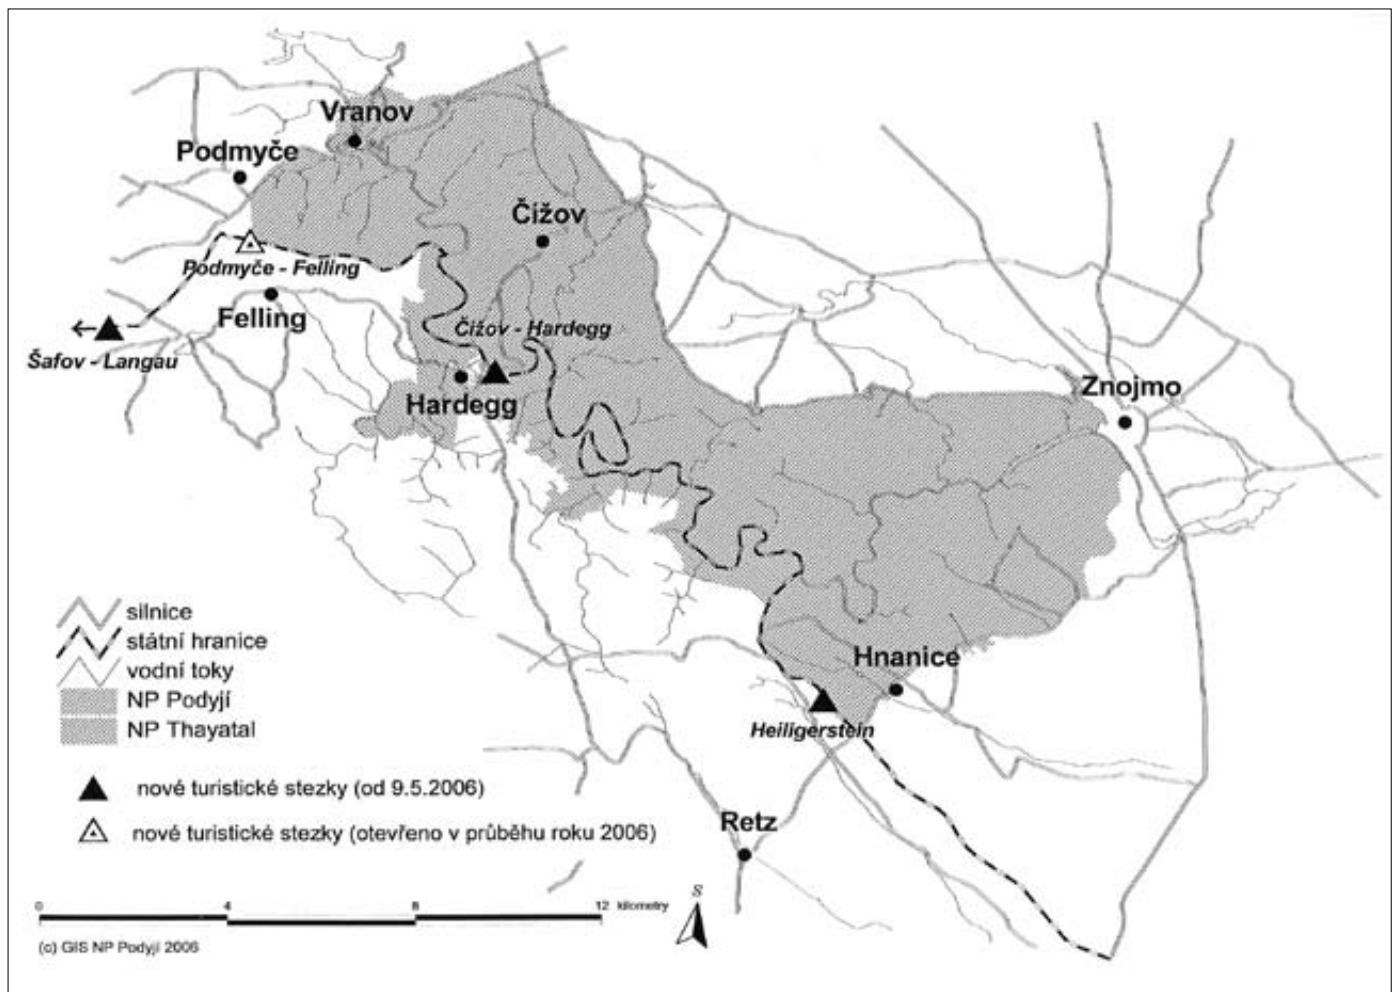 Vranov
Podmyče
Čížov
Podmyče - Felling
Felling
Čížov - Hardegg
Šafov - Langau
Hardegg
Znojmo
silnice
státní hranice
vodní toky
NP Podyjí
NP Thayatal
Hnanice
Heiligerstein
nové turistické stezky (od 9.5.2006)
nové turistické stezky (otevřeno v průběhu roku 2006)
Retz
S
0 4 8 12 kilometry
(c) GIS NP Podyjí 2006